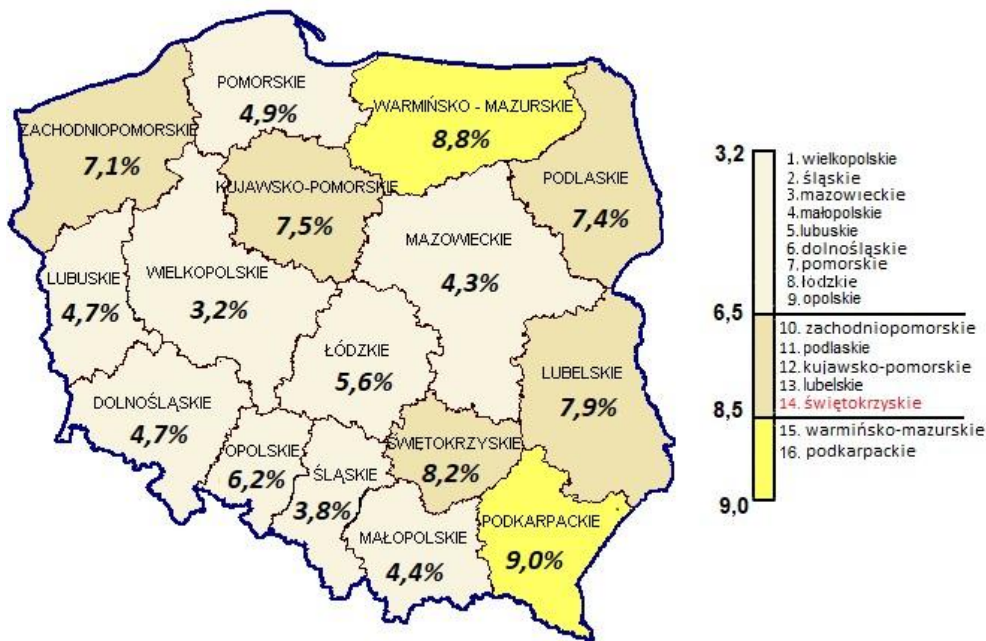 POMORSKIE
4,9%
WARMIŃSKO - MAZURSKIE
8,8%
ZACHODNIOPOMORSKIE
7,1%
KUJAWSKO-POMORSKIE
7,5%
PODLASKIE
7,4%
MAZOWIECKIE
4,3%
LUBUSKIE
4,7%
WIELKOPOLSKIE
3,2%
ŁÓDZKIE
5,6%
LUBELSKIE
7,9%
DOLNOŚLĄSKIE
4,7%
OPOLSKIE
6,2%
ŚLĄSKIE
3,8%
ŚWIĘTOKRZYSKIE
8,2%
MAŁOPOLSKIE
4,4%
PODKARPACKIE
9,0%
3,2
1. wielkopolskie
2. śląskie
3. mazowieckie
4. małopolskie
5. lubuskie
6. dolnośląskie
7. pomorskie
8. łódzkie
9. opolskie
6,5
10. zachodniopomorskie
11. podlaskie
12. kujawsko-pomorskie
13. lubelskie
14. świętokrzyskie
8,5
15. warmińsko-mazurskie
16. podkarpackie
9,0